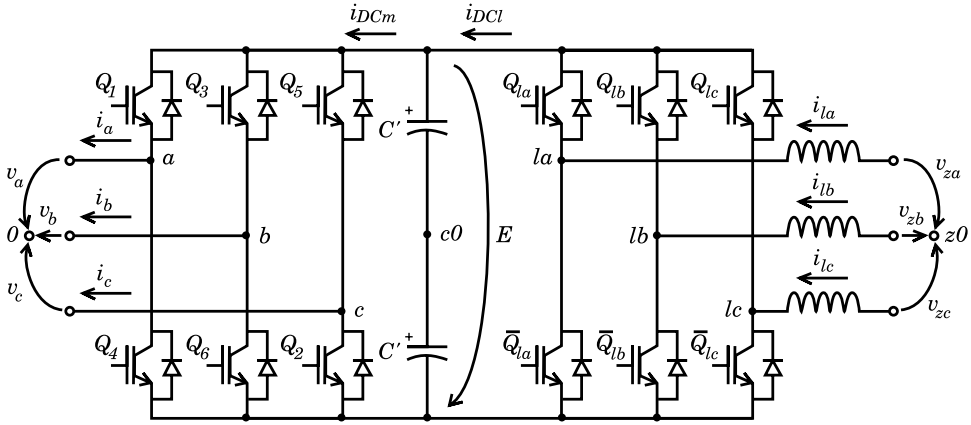 i_DCm i_DCl
Q_1 Q_3 Q_5 Q_la Q_lb Q_lc
i_a + C' i_la
a la
v_a v_za
i_b i_lb
0 v_b b c0 E lb v_zb z0
i_c i_lc
v_c c lc v_zc
Q_4 Q_6 Q_2 + C' Q̅_la Q̅_lb Q̅_lc